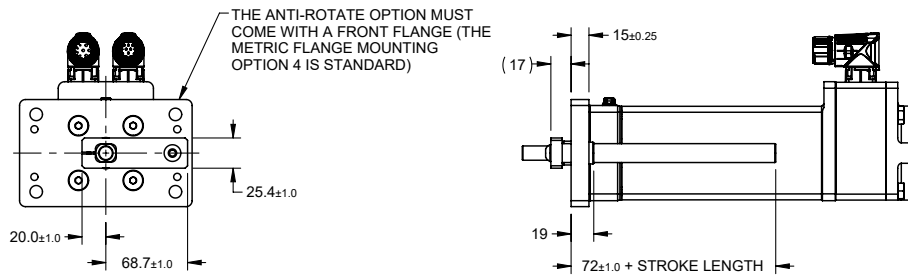 THE ANTI-ROTATE OPTION MUST
COME WITH A FRONT FLANGE (THE
METRIC FLANGE MOUNTING
OPTION 4 IS STANDARD)
15±0.25
( 17 )
25.4±1.0
20.0±1.0
68.7±1.0
19
72±1.0 + STROKE LENGTH